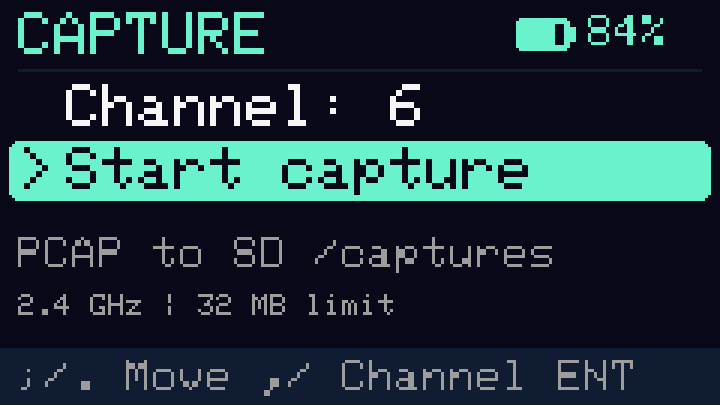 CAPTURE 84%
Channel: 6
>Start capture
PCAP to SD /captures
2.4 GHz | 32 MB limit
;/. Move ,/ Channel ENT